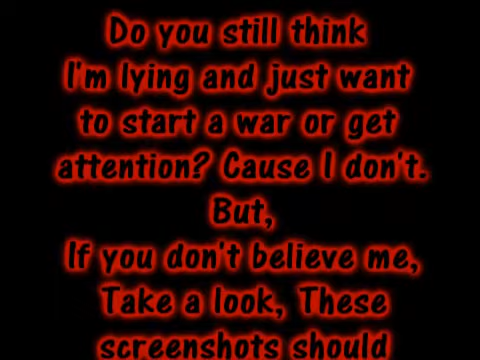 Do you still think
I'm lying and just want
to start a war or get
attention? Cause I don't.
But,
If you don't believe me,
Take a look, These
screenshots should